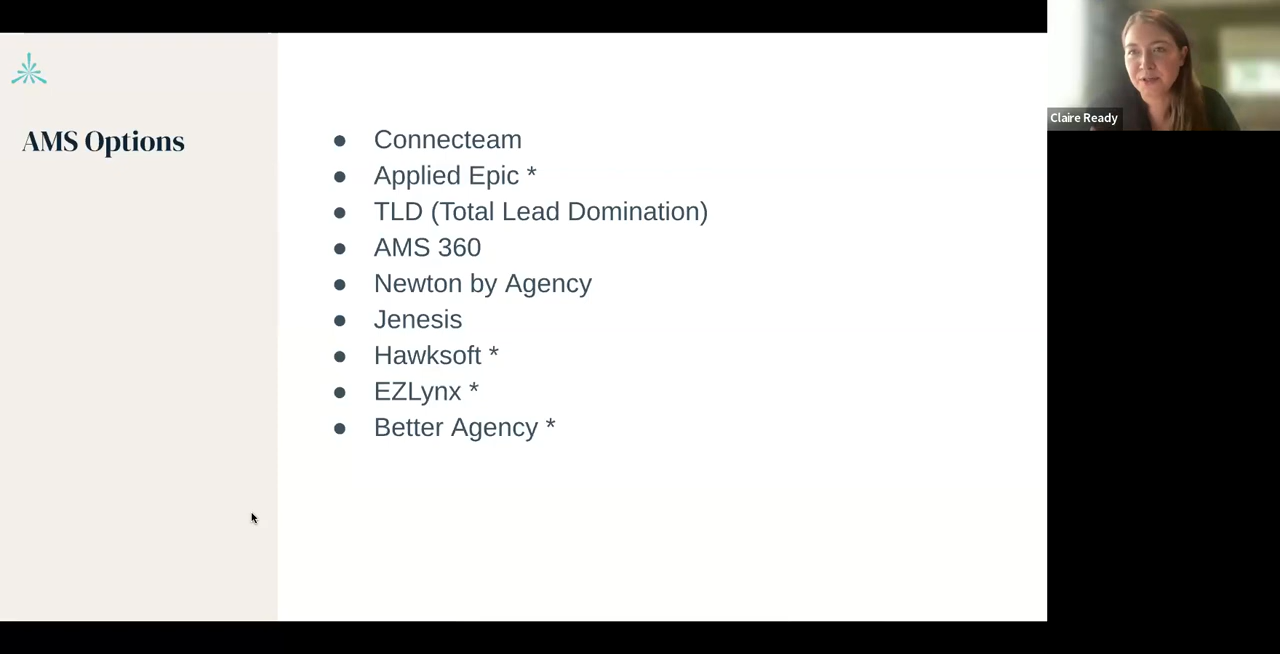 AMS Options
● Connecteam
● Applied Epic *
● TLD (Total Lead Domination)
● AMS 360
● Newton by Agency
● Jenesis
● Hawksoft *
● EZLynx *
● Better Agency *
Claire Ready